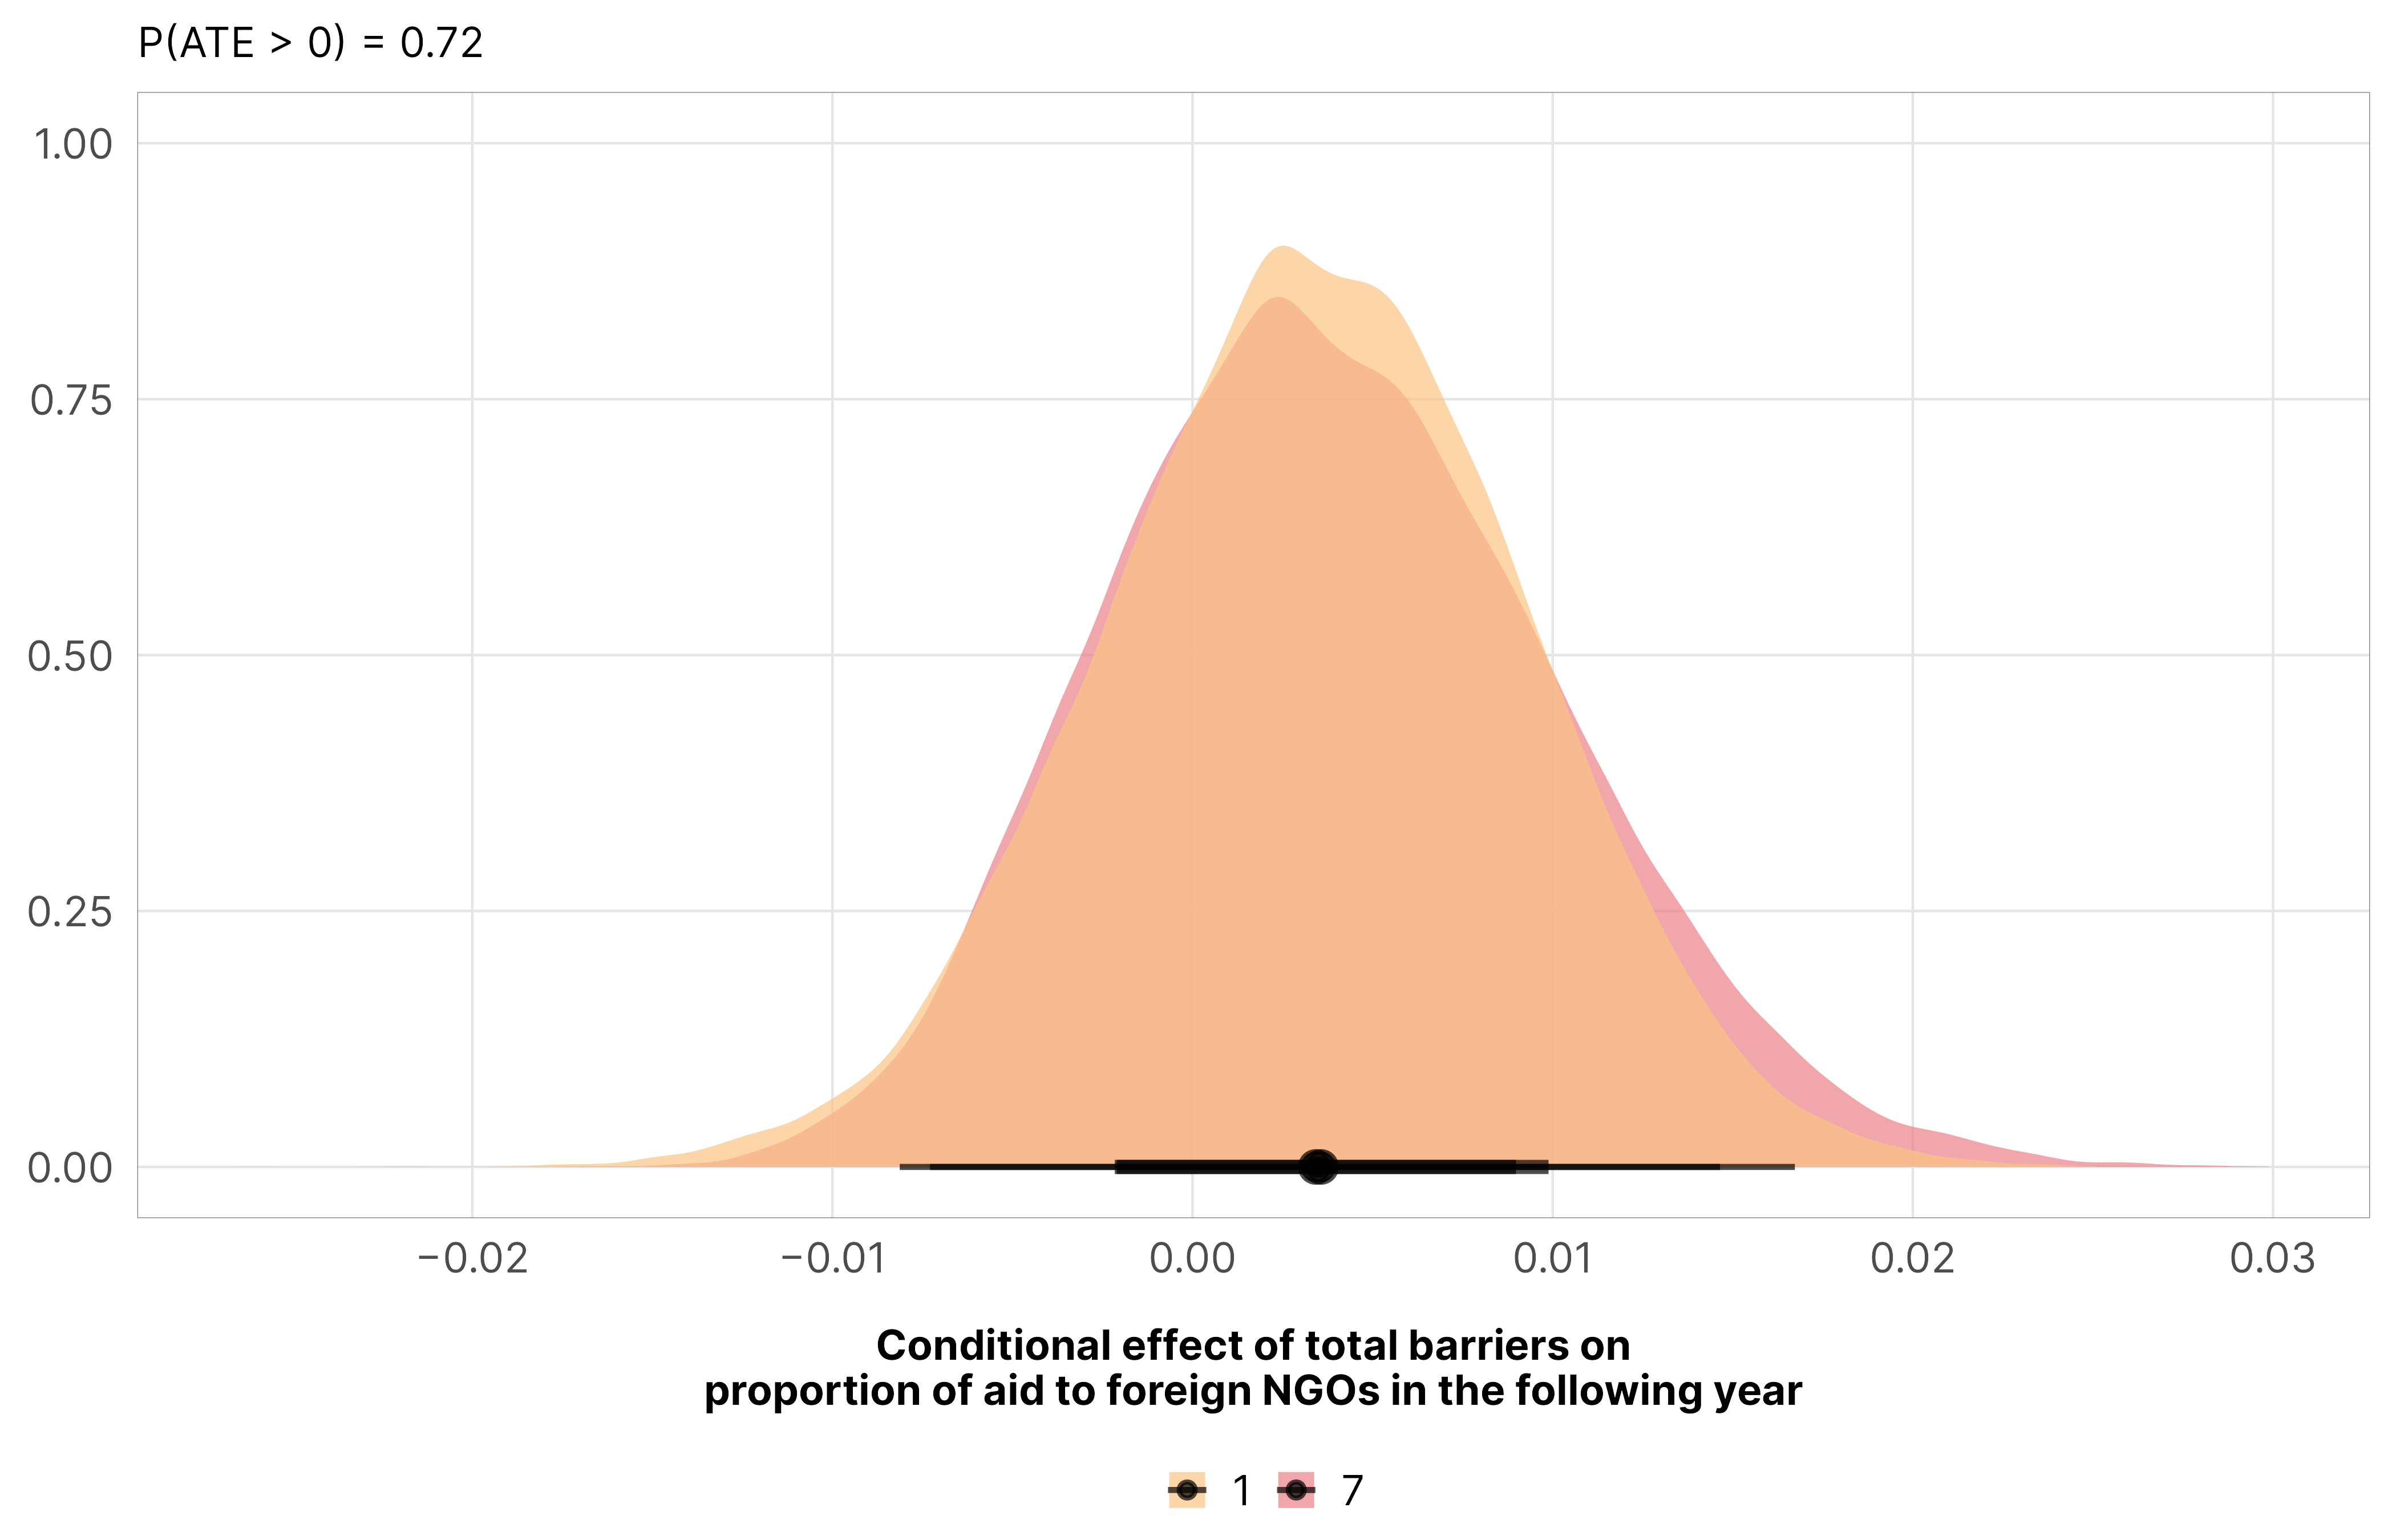 P(ATE > 0) = 0.72
1.00
0.75
0.50
0.25
0.00
−0.02 −0.01 0.00 0.01 0.02 0.03
Conditional effect of total barriers on
proportion of aid to foreign NGOs in the following year
1 7